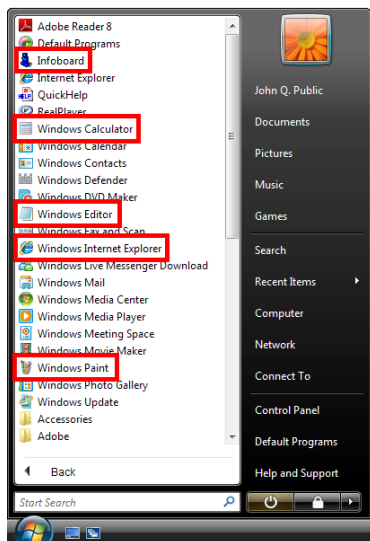 Adobe Reader 8
Default Programs
Infoboard
Internet Explorer
QuickHelp
RealPlayer
Windows Calculator
Windows Calendar
Windows Contacts
Windows Defender
Windows DVD Maker
Windows Editor
Windows Fax and Scan
Windows Internet Explorer
Windows Live Messenger Download
Windows Mail
Windows Media Center
Windows Media Player
Windows Meeting Space
Windows Movie Maker
Windows Paint
Windows Photo Gallery
Windows Update
Accessories
Adobe
Back
Start Search
John Q. Public
Documents
Pictures
Music
Games
Search
Recent Items
Computer
Network
Connect To
Control Panel
Default Programs
Help and Support